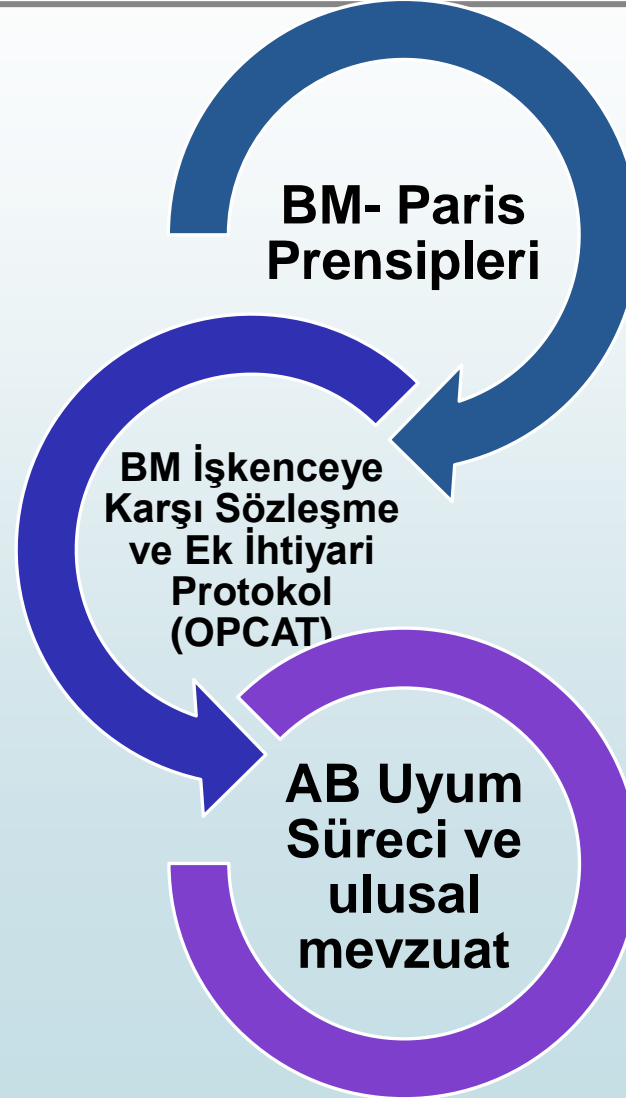 BM- Paris
Prensipleri
BM İşkenceye
Karşı Sözleşme
ve Ek İhtiyari
Protokol
(OPCAT)
AB Uyum
Süreci ve
ulusal
mevzuat